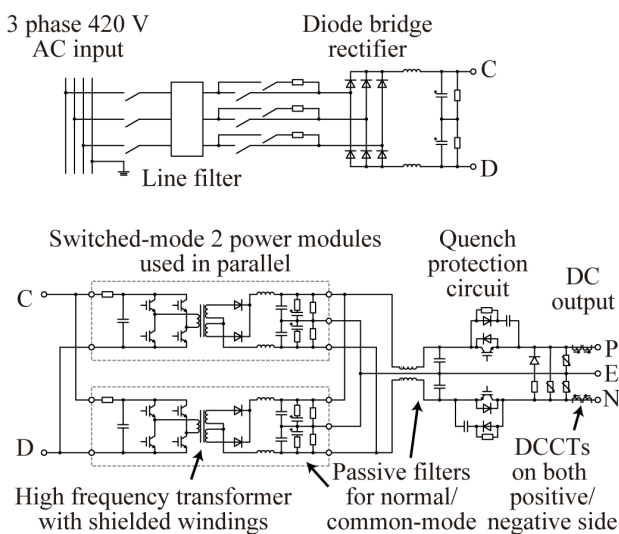 3 phase 420 V
AC input
Diode bridge
rectifier
C
D
Line filter
Switched-mode 2 power modules
used in parallel
Quench
protection
circuit
DC
output
C
P
E
N
D
High frequency transformer
with shielded windings
Passive filters
for normal/
common-mode
DCCTs
on both
positive/
negative side